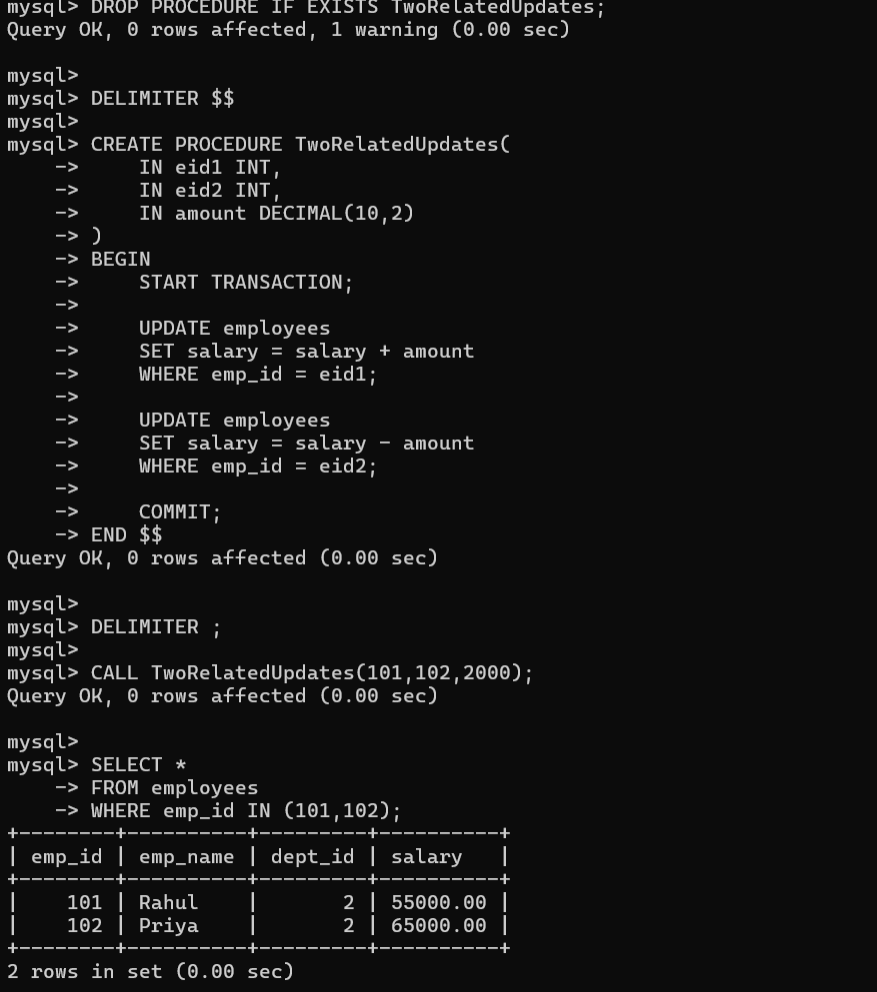 mysql> DROP PROCEDURE IF EXISTS TwoRelatedUpdates;
Query OK, 0 rows affected, 1 warning (0.00 sec)

mysql>
mysql> DELIMITER $$
mysql>
mysql> CREATE PROCEDURE TwoRelatedUpdates(
    ->     IN eid1 INT,
    ->     IN eid2 INT,
    ->     IN amount DECIMAL(10,2)
    -> )
    -> BEGIN
    ->     START TRANSACTION;
    ->
    ->     UPDATE employees
    ->     SET salary = salary + amount
    ->     WHERE emp_id = eid1;
    ->
    ->     UPDATE employees
    ->     SET salary = salary - amount
    ->     WHERE emp_id = eid2;
    ->
    ->     COMMIT;
    -> END $$
Query OK, 0 rows affected (0.00 sec)

mysql>
mysql> DELIMITER ;
mysql>
mysql> CALL TwoRelatedUpdates(101,102,2000);
Query OK, 0 rows affected (0.00 sec)

mysql>
mysql> SELECT *
    -> FROM employees
    -> WHERE emp_id IN (101,102);
+--------+----------+---------+----------+
| emp_id | emp_name | dept_id | salary   |
+--------+----------+---------+----------+
|    101 | Rahul    |       2 | 55000.00 |
|    102 | Priya    |       2 | 65000.00 |
+--------+----------+---------+----------+
2 rows in set (0.00 sec)